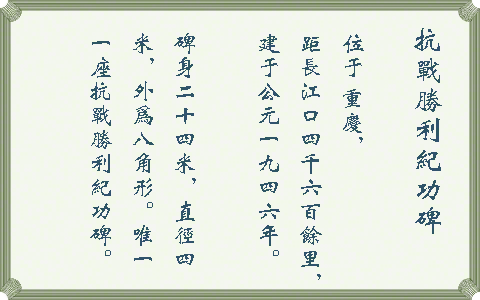 抗戰勝利紀功碑
位于重慶，
距長江口四千六百餘里，
建于公元一九四六年。
碑身二十四米，直徑四
米，外爲八角形。唯一
一座抗戰勝利紀功碑。